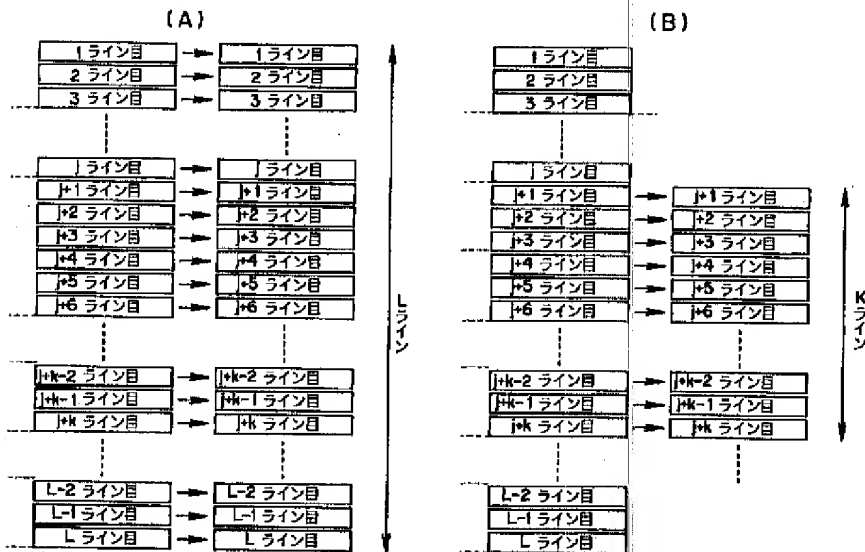 (A)
1ライン目 1ライン目
2ライン目 2ライン目
3ライン目 3ライン目
jライン目 jライン目
j+1ライン目 j+1ライン目
j+2ライン目 j+2ライン目
j+3ライン目 j+3ライン目
j+4ライン目 j+4ライン目
j+5ライン目 j+5ライン目
j+6ライン目 j+6ライン目
j+k-2ライン目 j+k-2ライン目
j+k-1ライン目 j+k-1ライン目
j+kライン目 j+kライン目
L-2ライン目 L-2ライン目
L-1ライン目 L-1ライン目
Lライン目 Lライン目
Lライン
(B)
1ライン目
2ライン目
3ライン目
jライン目
j+1ライン目 j+1ライン目
j+2ライン目 j+2ライン目
j+3ライン目 j+3ライン目
j+4ライン目 j+4ライン目
j+5ライン目 j+5ライン目
j+6ライン目 j+6ライン目
j+k-2ライン目 j+k-2ライン目
j+k-1ライン目 j+k-1ライン目
j+kライン目 j+kライン目
L-2ライン目
L-1ライン目
Lライン目
Kライン